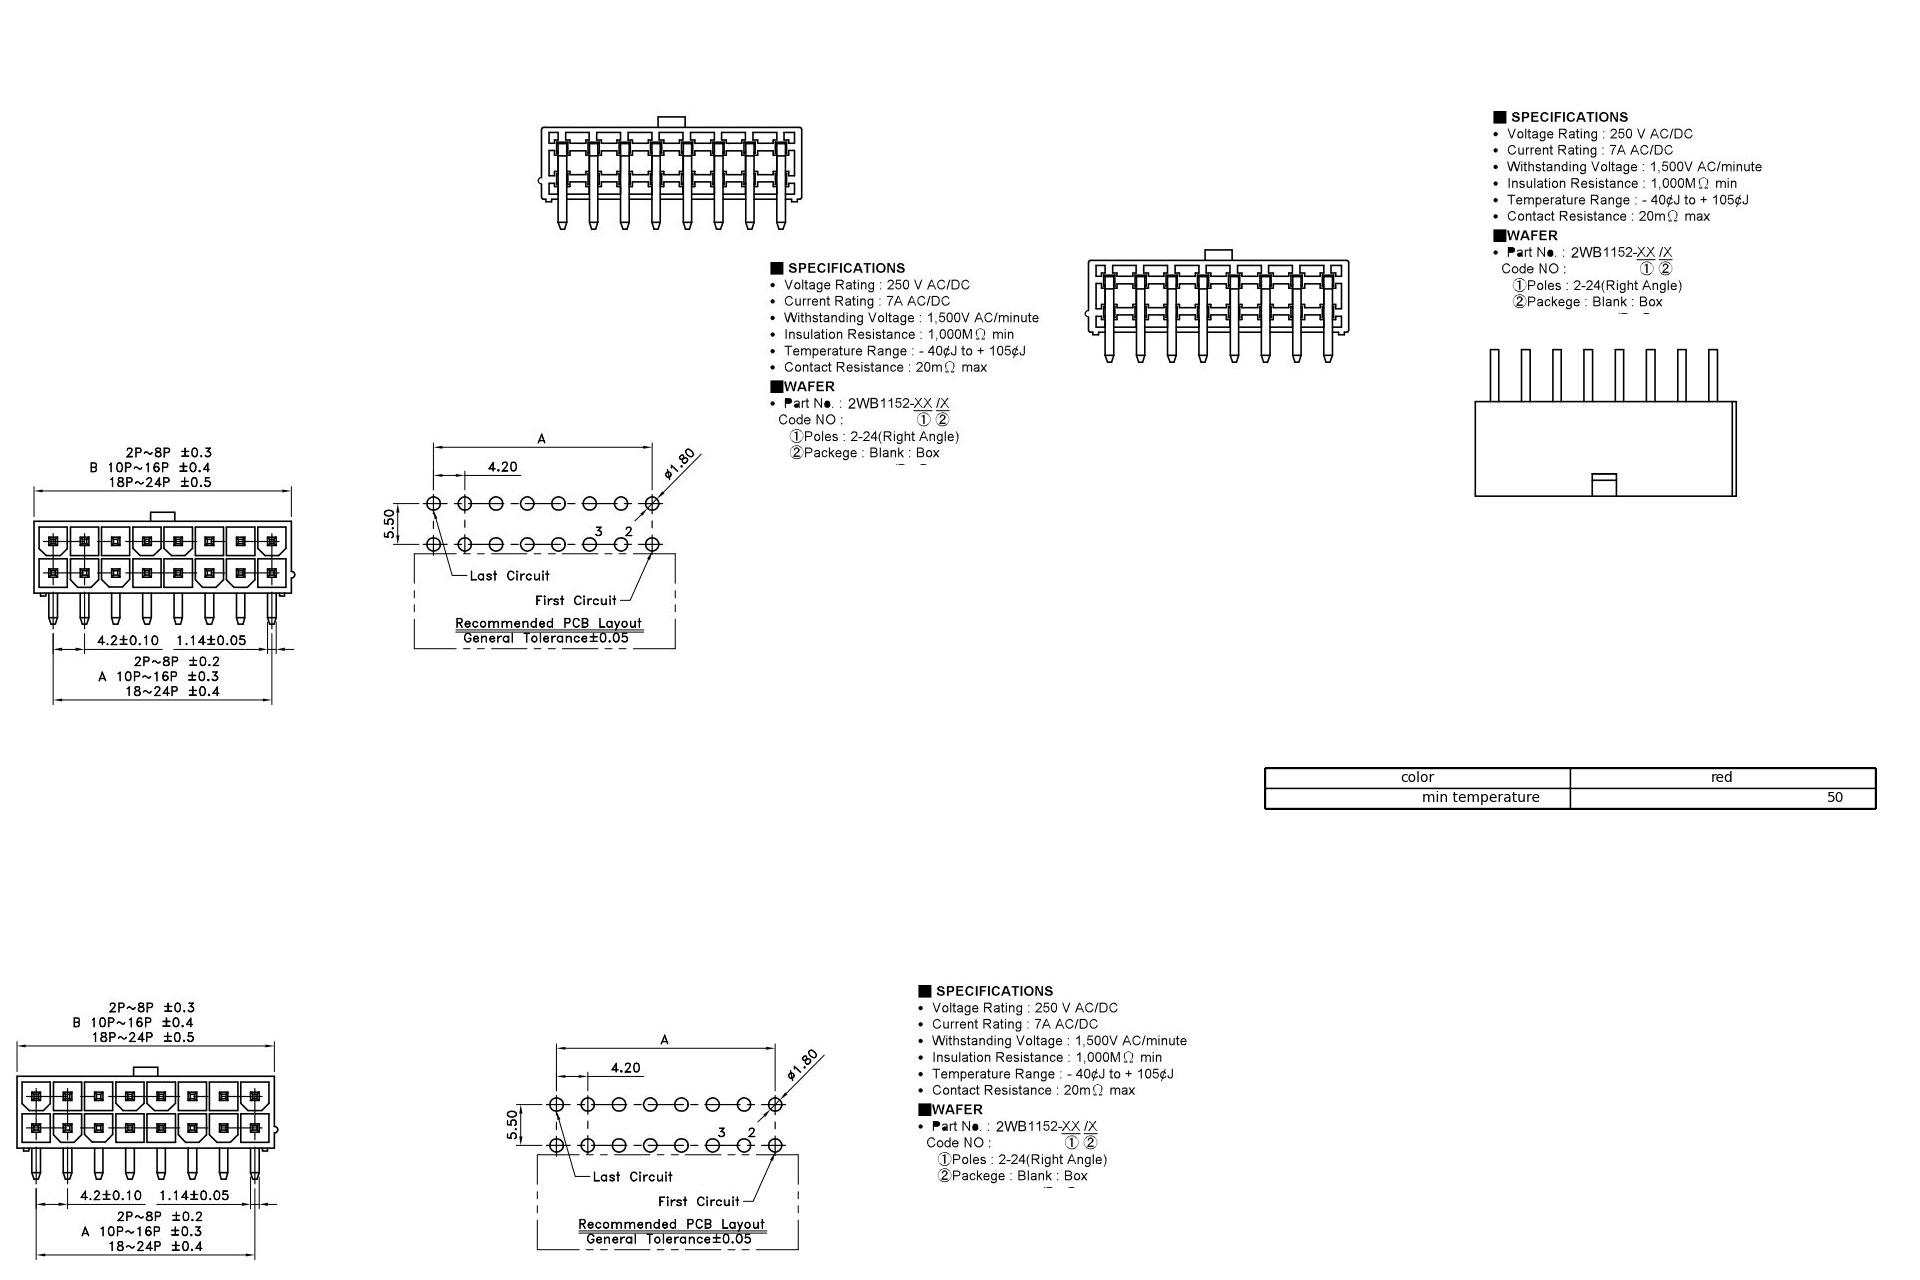 ■ SPECIFICATIONS
• Voltage Rating : 250 V AC/DC
• Current Rating : 7A AC/DC
• Withstanding Voltage : 1,500V AC/minute
• Insulation Resistance : 1,000MΩ min
• Temperature Range : - 40¢J to + 105¢J
• Contact Resistance : 20mΩ max
■WAFER
• Part No. : 2WB1152-XX /X
Code NO : ① ②
①Poles : 2-24(Right Angle)
②Packege : Blank : Box
■ SPECIFICATIONS
• Voltage Rating : 250 V AC/DC
• Current Rating : 7A AC/DC
• Withstanding Voltage : 1,500V AC/minute
• Insulation Resistance : 1,000MΩ min
• Temperature Range : - 40¢J to + 105¢J
• Contact Resistance : 20mΩ max
■WAFER
• Part No. : 2WB1152-XX /X
Code NO : ① ②
①Poles : 2-24(Right Angle)
②Packege : Blank : Box
2P~8P ±0.3
B 10P~16P ±0.4
18P~24P ±0.5
4.2±0.10 1.14±0.05
2P~8P ±0.2
A 10P~16P ±0.3
18~24P ±0.4
A
4.20
ø1.80
5.50
3 2
Last Circuit
First Circuit
Recommended PCB Layout
General Tolerance±0.05
color red
min temperature 50
2P~8P ±0.3
B 10P~16P ±0.4
18P~24P ±0.5
4.2±0.10 1.14±0.05
2P~8P ±0.2
A 10P~16P ±0.3
18~24P ±0.4
A
4.20
ø1.80
5.50
3 2
Last Circuit
First Circuit
Recommended PCB Layout
General Tolerance±0.05
■ SPECIFICATIONS
• Voltage Rating : 250 V AC/DC
• Current Rating : 7A AC/DC
• Withstanding Voltage : 1,500V AC/minute
• Insulation Resistance : 1,000MΩ min
• Temperature Range : - 40¢J to + 105¢J
• Contact Resistance : 20mΩ max
■WAFER
• Part No. : 2WB1152-XX /X
Code NO : ① ②
①Poles : 2-24(Right Angle)
②Packege : Blank : Box